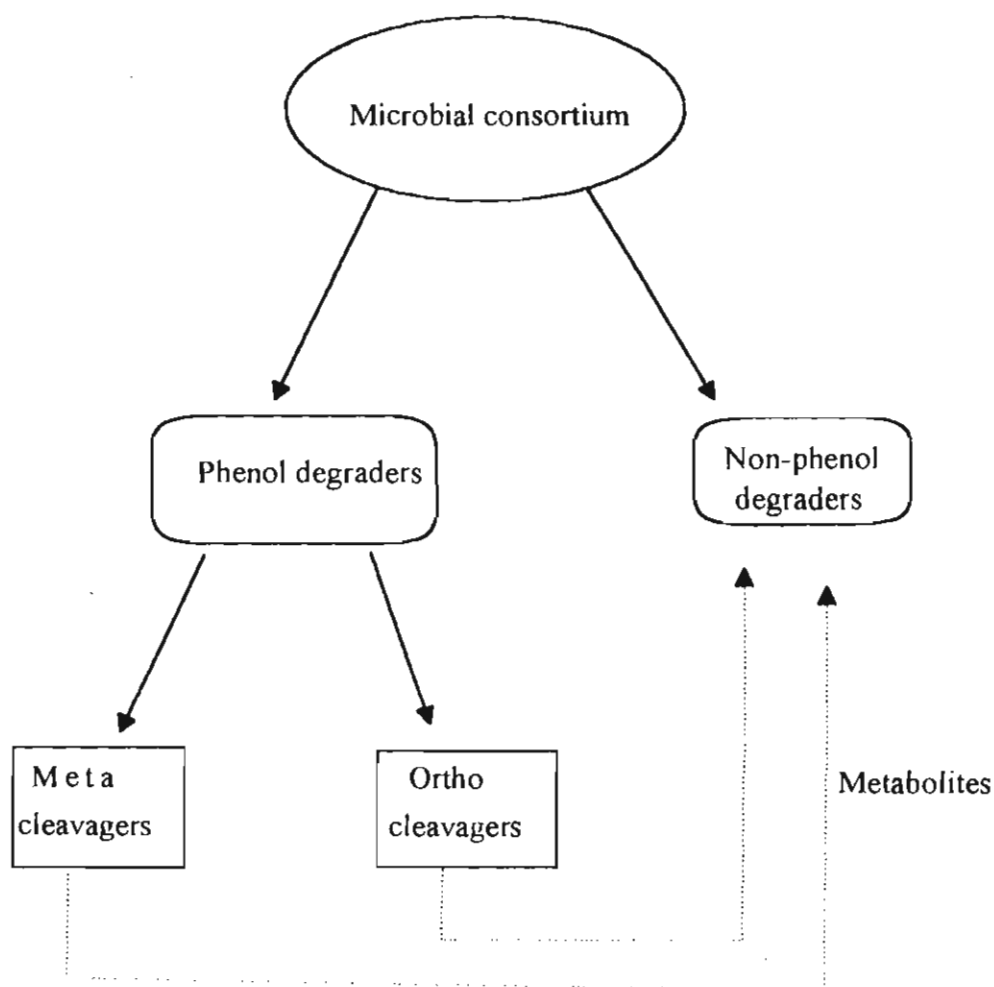 Microbial consortium
Phenol degraders
Non-phenol
degraders
Meta
cleavagers
Ortho
cleavagers
Metabolites